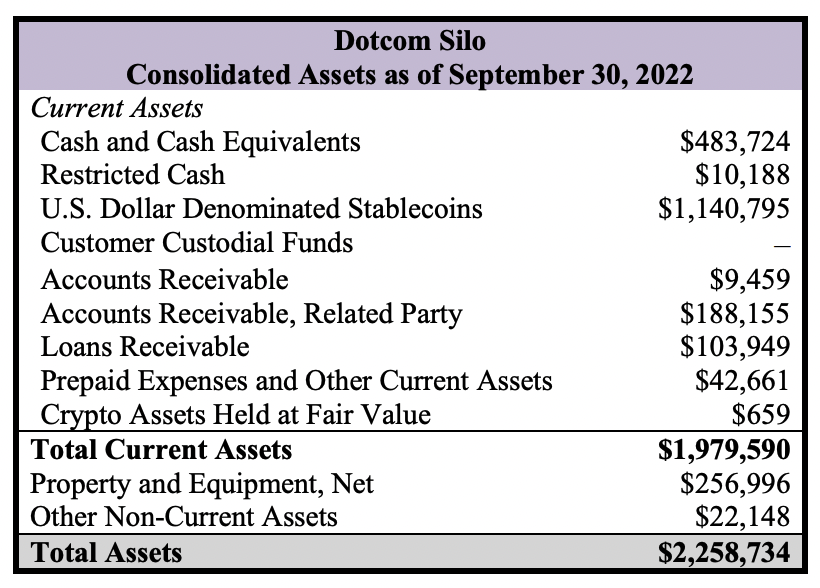 Dotcom Silo
Consolidated Assets as of September 30, 2022
Current Assets
Cash and Cash Equivalents $483,724
Restricted Cash $10,188
U.S. Dollar Denominated Stablecoins $1,140,795
Customer Custodial Funds –
Accounts Receivable $9,459
Accounts Receivable, Related Party $188,155
Loans Receivable $103,949
Prepaid Expenses and Other Current Assets $42,661
Crypto Assets Held at Fair Value $659
Total Current Assets $1,979,590
Property and Equipment, Net $256,996
Other Non-Current Assets $22,148
Total Assets $2,258,734